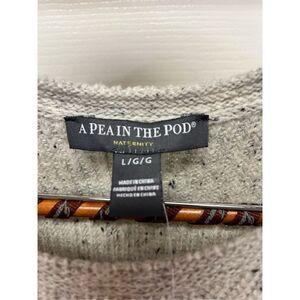 A PEA IN THE POD®
MATERNITY
L/G/G
MADE IN CHINA
FABRIQUÉ EN CHINE
HECHO EN CHINA